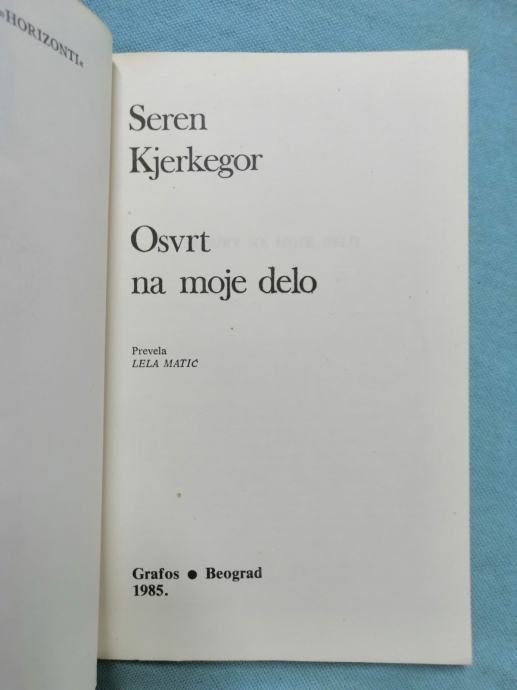 »HORIZONTI«
Seren
Kjerkegor
Osvrt
na moje delo
Prevela
LELA MATIĆ
Grafos ● Beograd
1985.